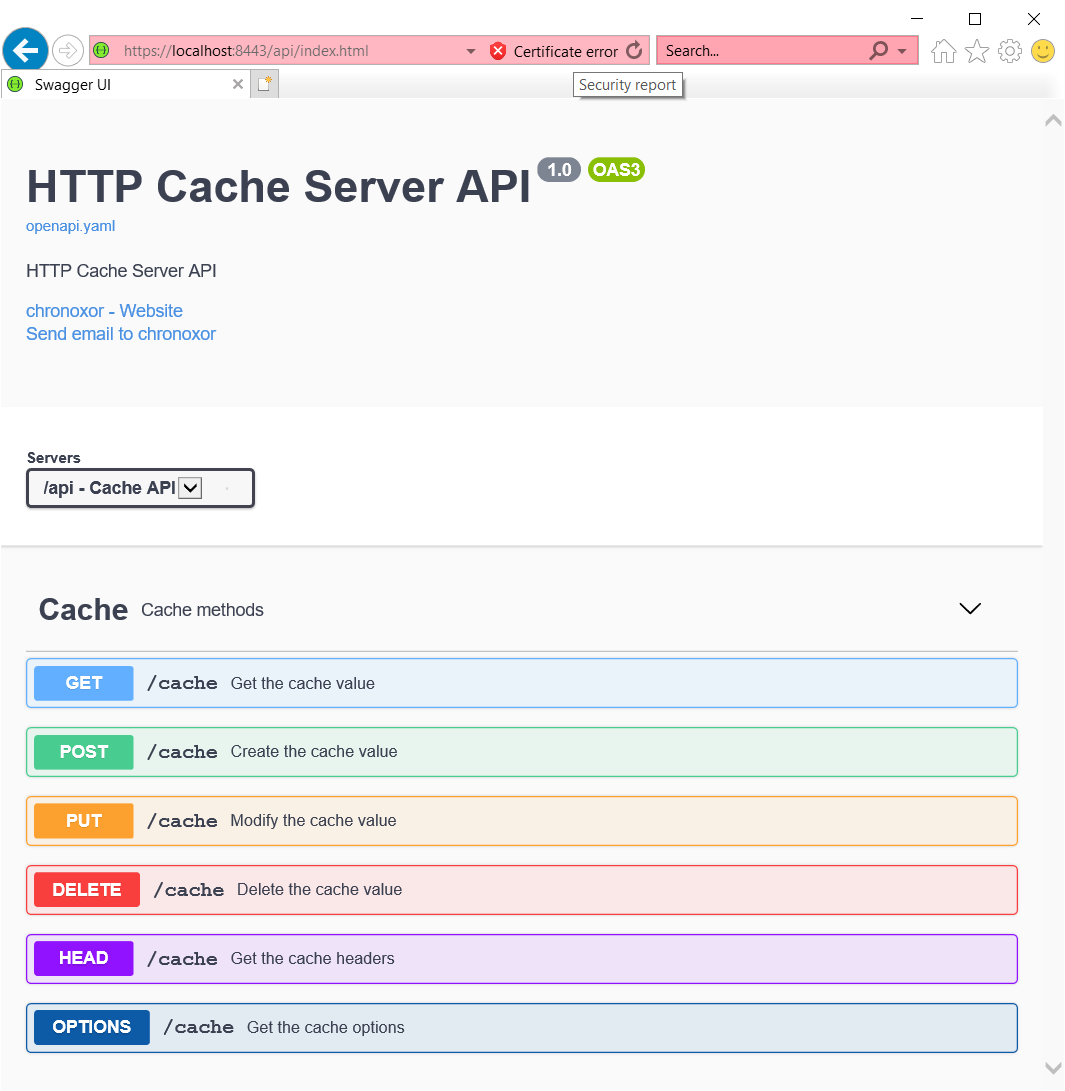 https://localhost:8443/api/index.html Certificate error Search...
Swagger UI Security report
HTTP Cache Server API 1.0 OAS3
openapi.yaml
HTTP Cache Server API
chronoxor - Website
Send email to chronoxor
Servers
/api - Cache API
Cache Cache methods
GET /cache Get the cache value
POST /cache Create the cache value
PUT /cache Modify the cache value
DELETE /cache Delete the cache value
HEAD /cache Get the cache headers
OPTIONS /cache Get the cache options